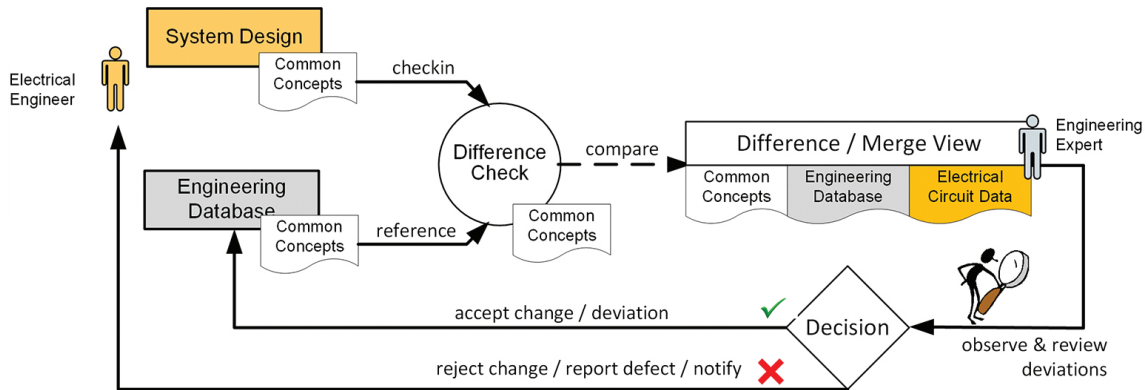 System Design
Common
Concepts
checkin
Electrical
Engineer
Difference
Check
compare
Difference / Merge View
Engineering
Expert
Common
Concepts
Engineering
Database
Electrical
Circuit Data
Engineering
Database
Common
Concepts
reference
Common
Concepts
accept change / deviation
Decision
observe & review
deviations
reject change / report defect / notify